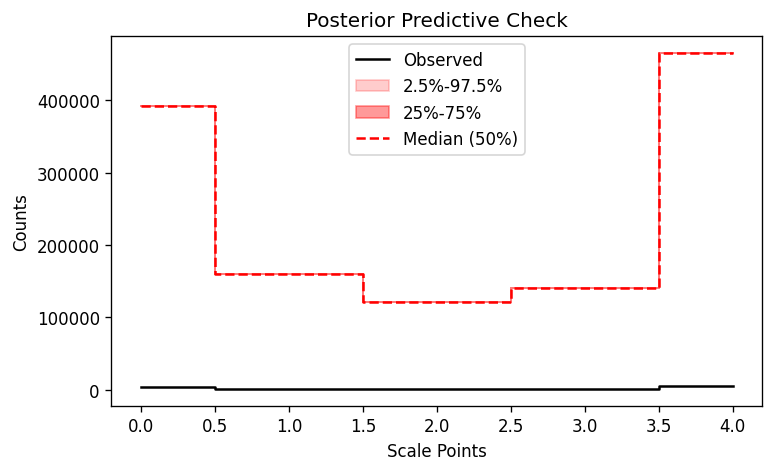 Posterior Predictive Check
Observed
2.5%-97.5%
25%-75%
Median (50%)
Counts
400000
300000
200000
100000
0
0.0 0.5 1.0 1.5 2.0 2.5 3.0 3.5 4.0
Scale Points